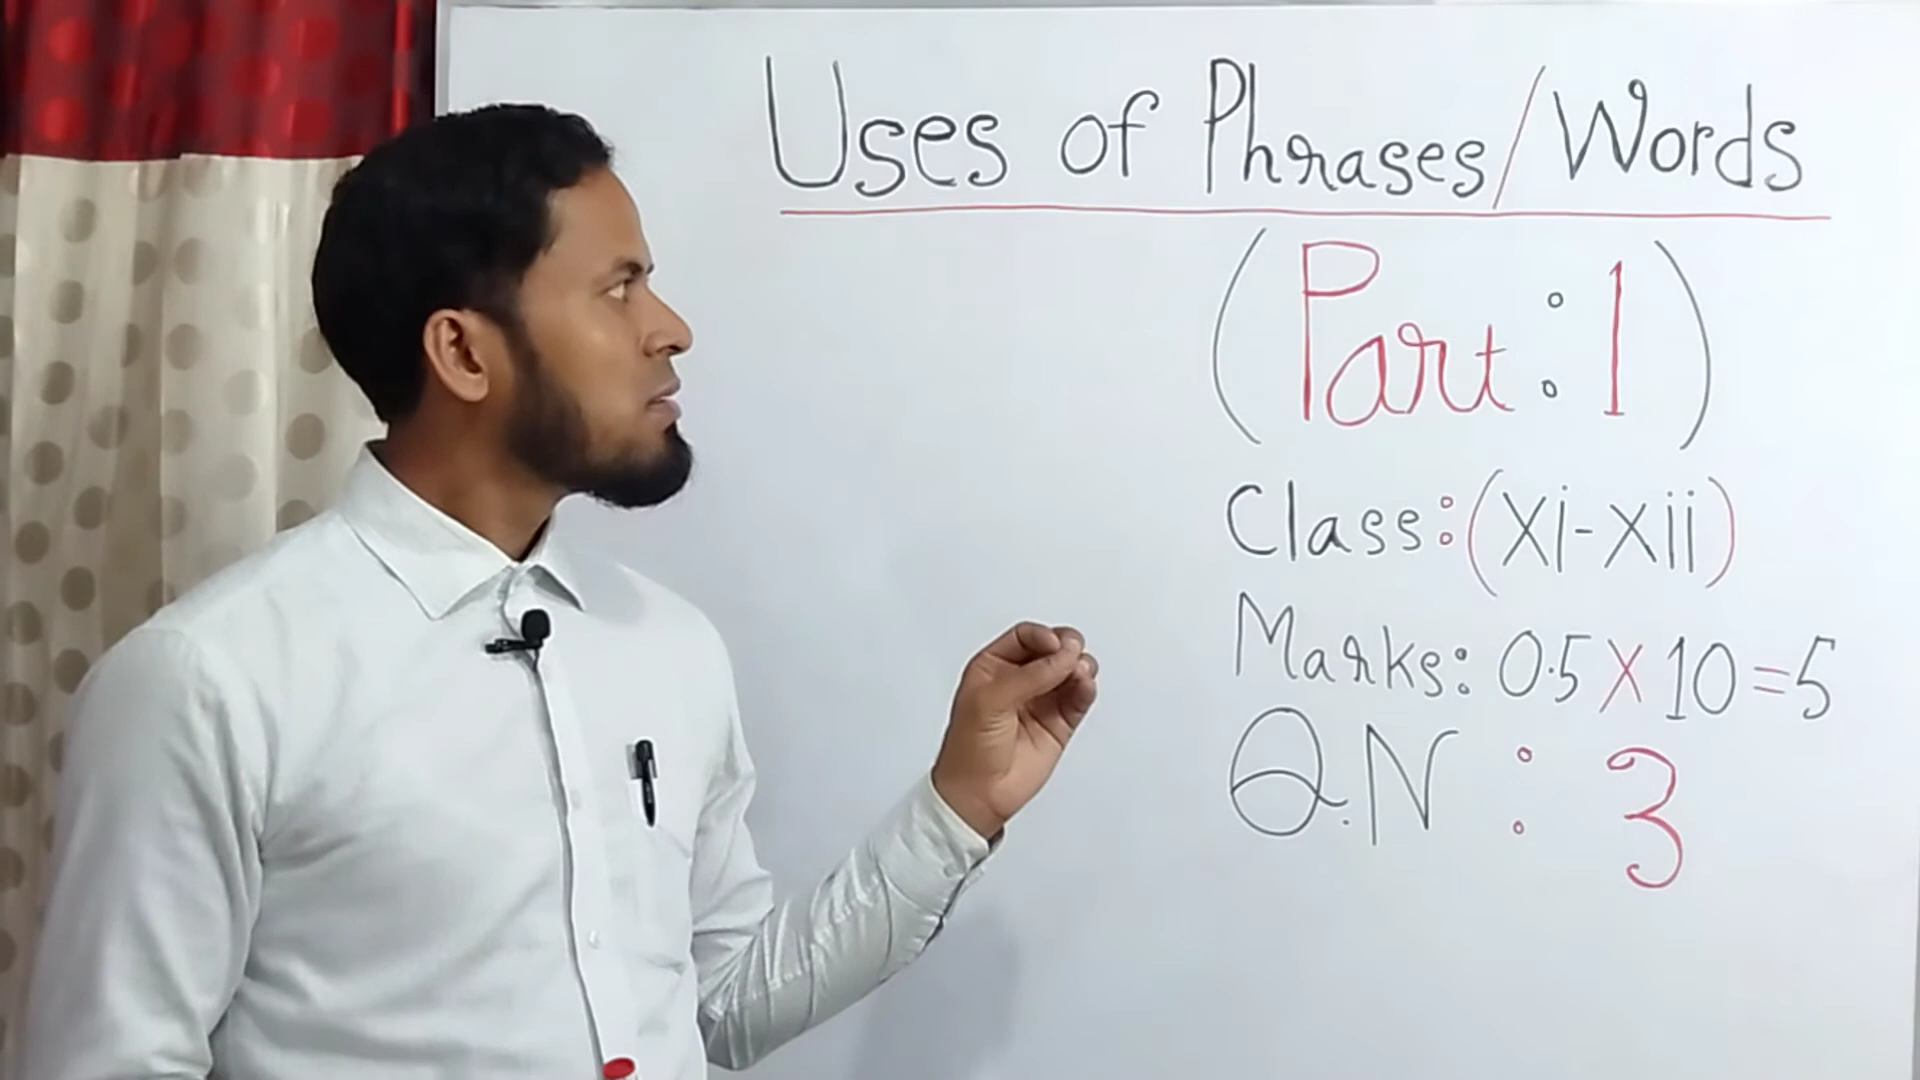 Uses of Phrases/Words
(Part: 1)
Class: (xi-xii)
Marks: 0.5 X 10=5
Q.N : 3